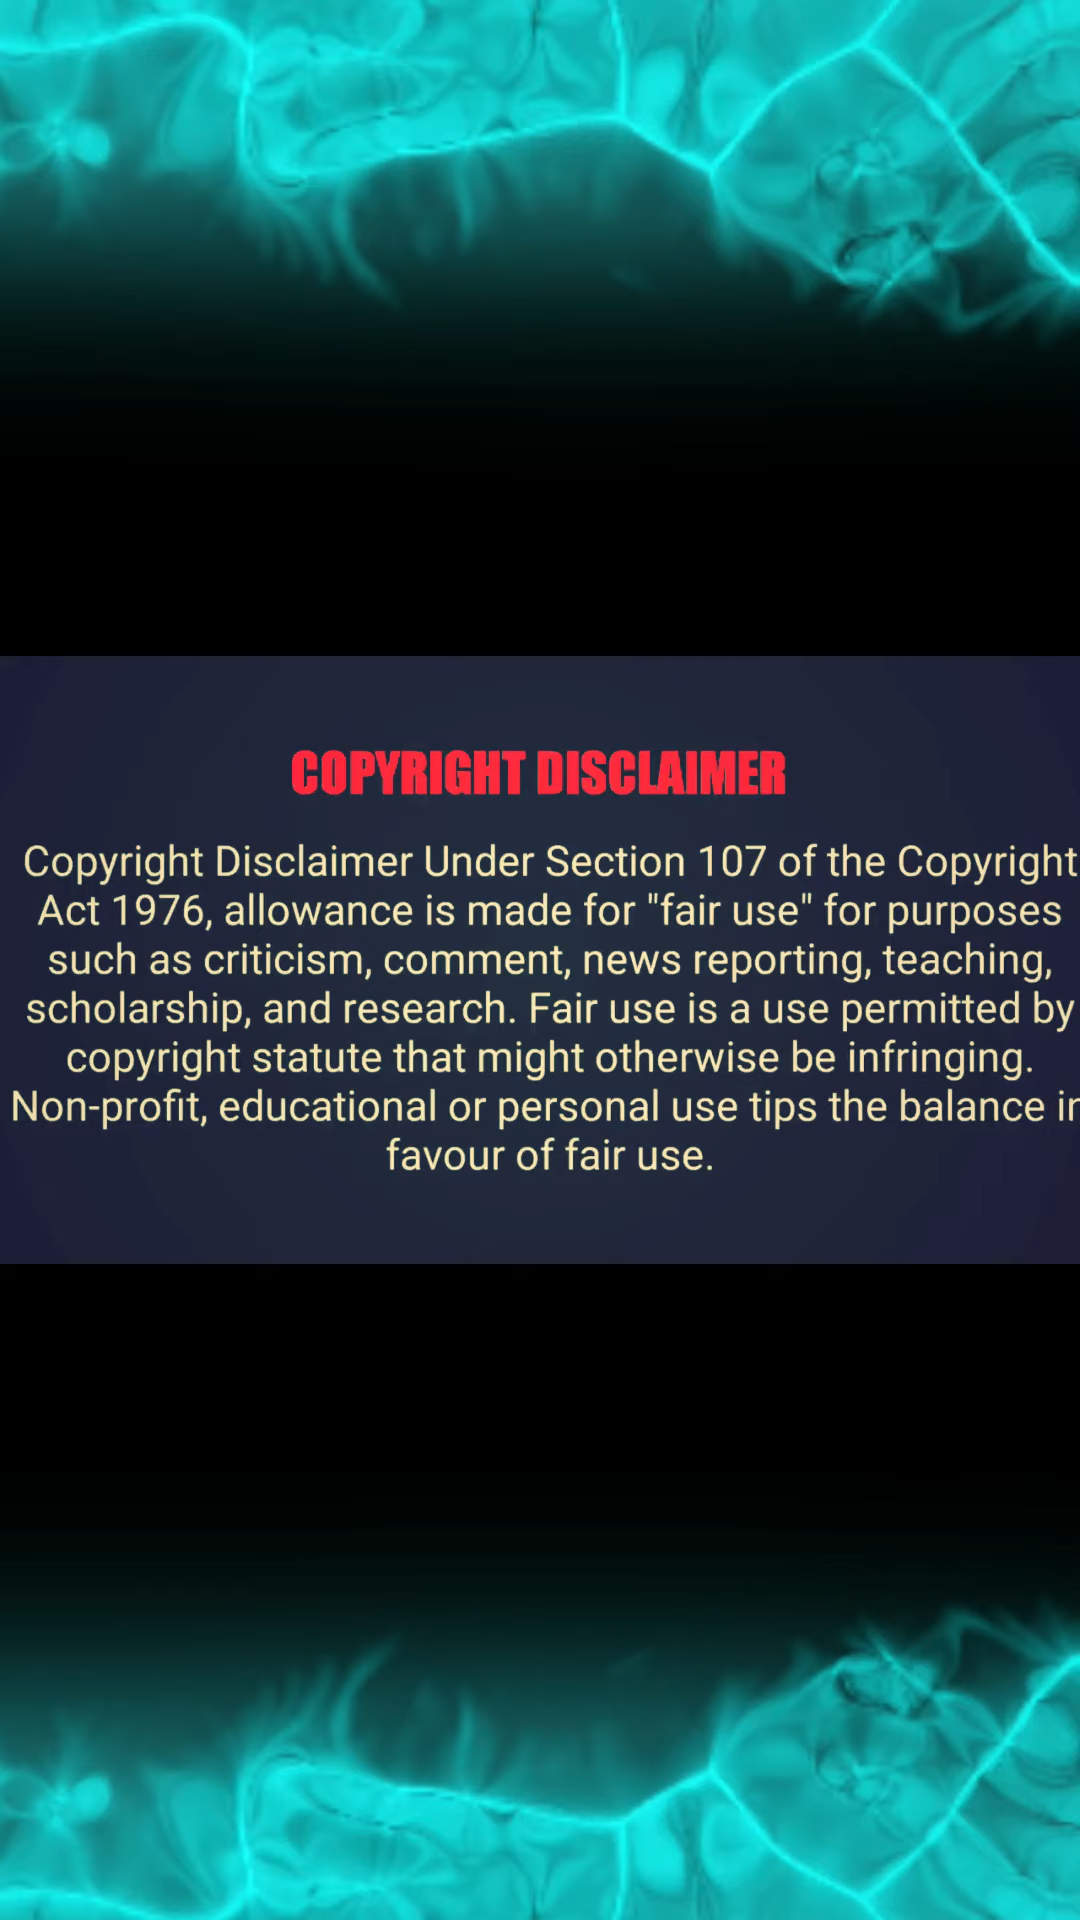 COPYRIGHT DISCLAIMER
Copyright Disclaimer Under Section 107 of the Copyright
Act 1976, allowance is made for "fair use" for purposes
such as criticism, comment, news reporting, teaching,
scholarship, and research. Fair use is a use permitted by
copyright statute that might otherwise be infringing.
Non-profit, educational or personal use tips the balance in
favour of fair use.